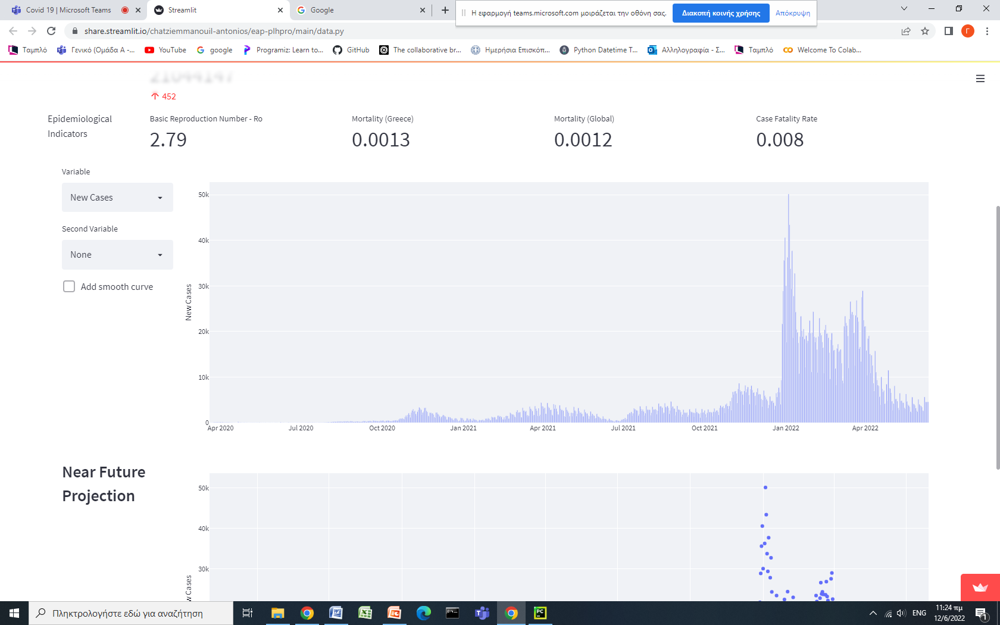 Covid 19 | Microsoft Teams
Streamlit
Google
Η εφαρμογή teams.microsoft.com μοιράζεται την οθόνη σας.
Διακοπή κοινής χρήσης
Απόκρυψη
share.streamlit.io/chatziemmanouil-antonios/eap-plhpro/main/data.py
Γ
Ταμπλό
Γενικό (Ομάδα Α -...
YouTube
google
Programiz: Learn to...
GitHub
The collaborative br...
Ημερήσια Επισκόπ...
Python Datetime T...
Αλληλογραφία - Σ...
Ταμπλό
Welcome To Colab...
↑ 452
Epidemiological
Indicators
Basic Reproduction Number - Ro
2.79
Mortality (Greece)
0.0013
Mortality (Global)
0.0012
Case Fatality Rate
0.008
Variable
New Cases
Second Variable
None
Add smooth curve
New Cases
50k
40k
30k
20k
10k
0
Apr 2020
Jul 2020
Oct 2020
Jan 2021
Apr 2021
Jul 2021
Oct 2021
Jan 2022
Apr 2022
Near Future
Projection
50k
40k
30k
Cases
Πληκτρολογήστε εδώ για αναζήτηση
ENG
11:24 πμ
12/6/2022
1